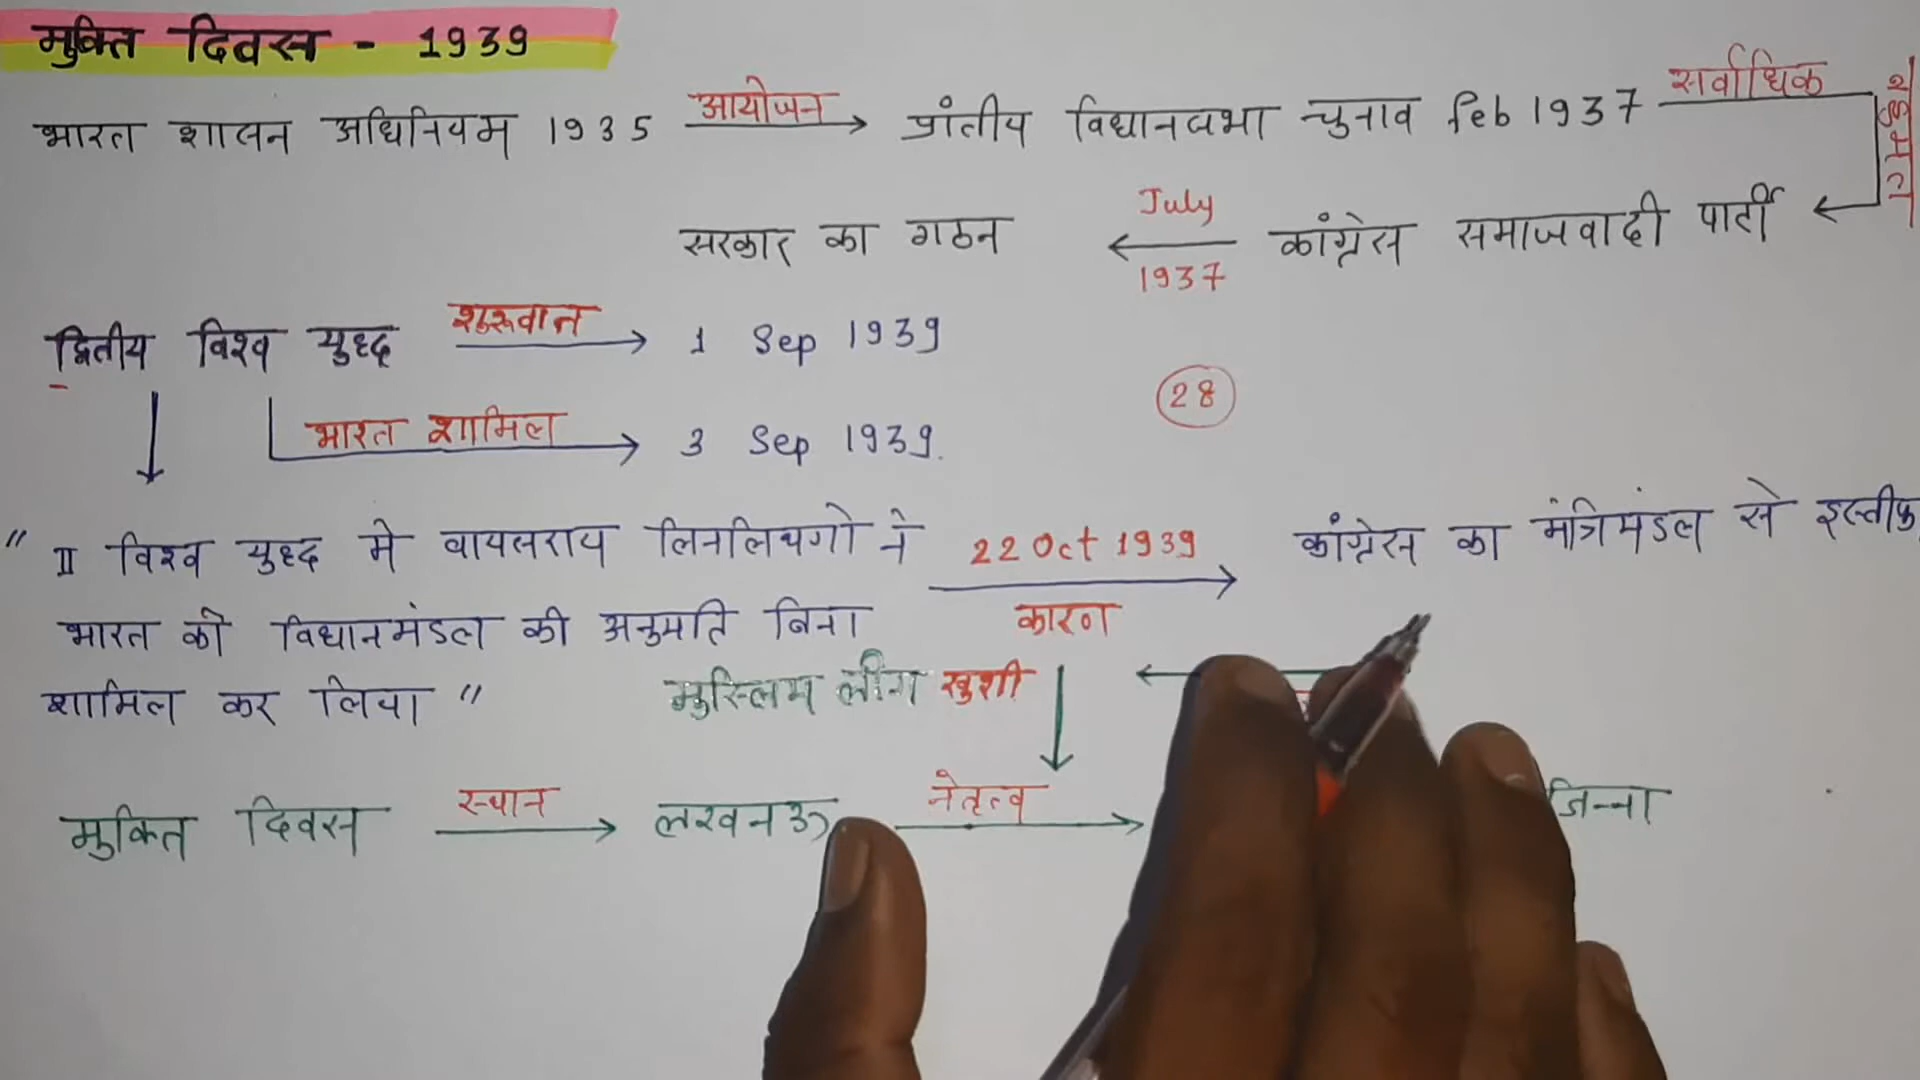 मुक्ति दिवस - 1939
भारत शासन अधिनियम 1935 आयोजन प्रांतीय विधानसभा चुनाव feb 1937 सर्वाधिक
बहुमत
सरकार का गठन July 1937 कांग्रेस समाजवादी पार्टी
द्वितीय विश्व युद्ध शुरूवात 1 Sep 1939
28
भारत शामिल 3 Sep 1939.
" II विश्व युद्ध मे वायसराय लिनलिथगो ने 22 Oct 1939 कांग्रेस का मंत्रिमंडल से
भारत को विधानमंडल की अनुमति बिना कारण
शामिल कर लिया " मुस्लिम लीग खुशी
मुक्ति दिवस स्थान लखनऊ नेतृत्व जिन्ना